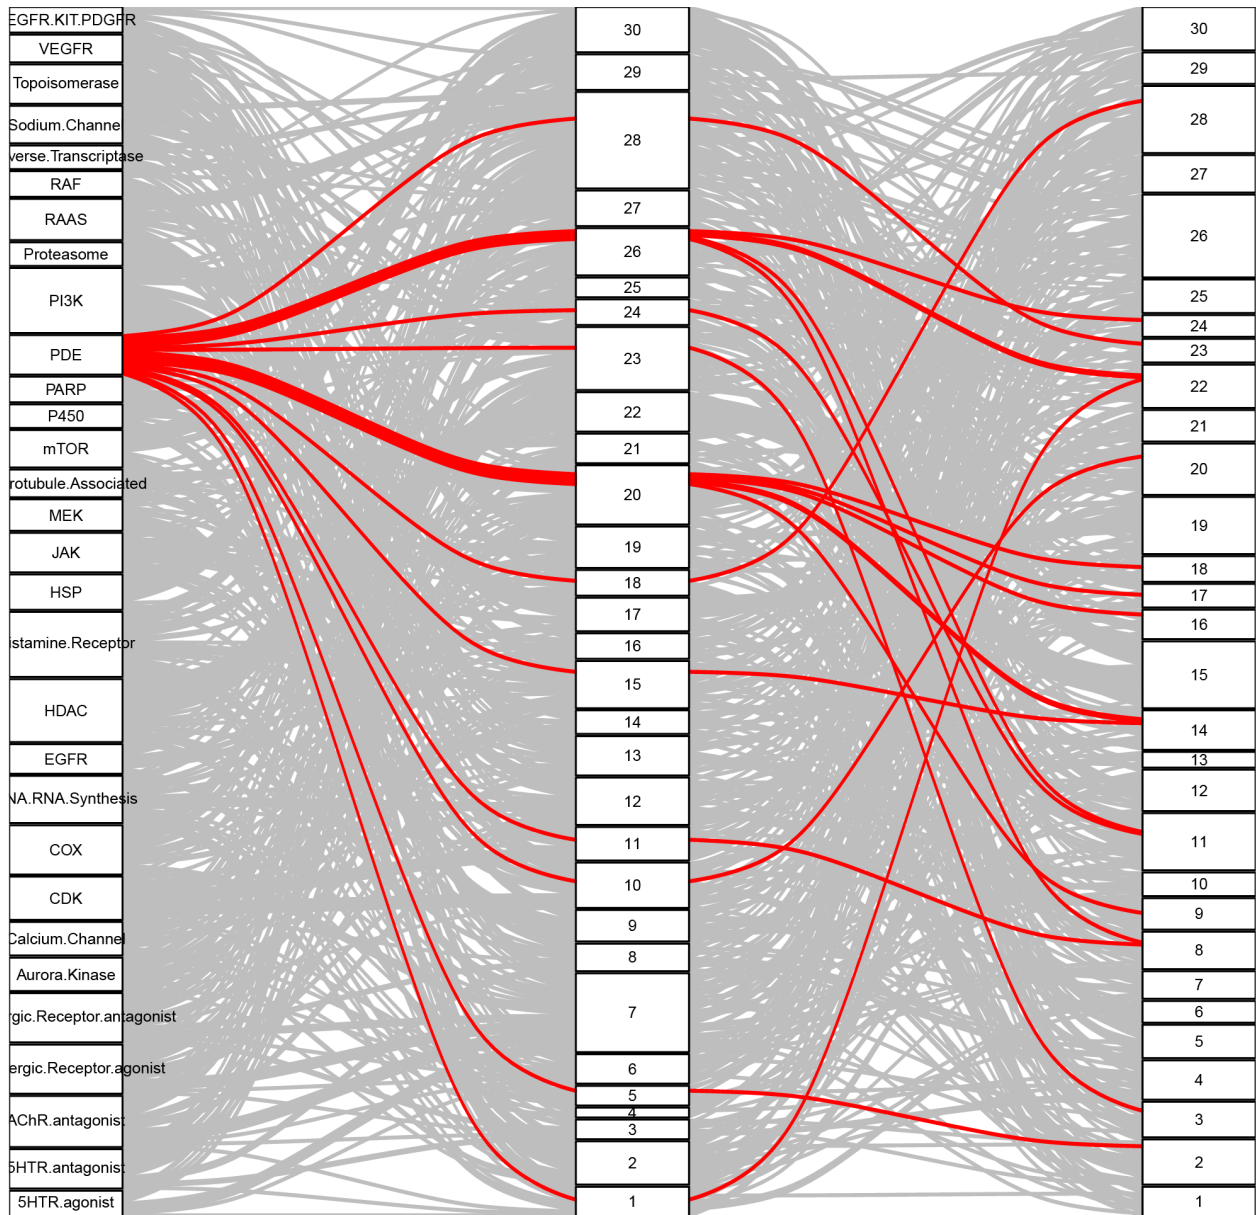 EGFR.KIT.PDGFR
VEGFR
Topoisomerase
Sodium.Channel
verse.Transcriptase
RAF
RAAS
Proteasome
PI3K
PDE
PARP
P450
mTOR
rotubule.Associated
MEK
JAK
HSP
istamine.Receptor
HDAC
EGFR
NA.RNA.Synthesis
COX
CDK
Calcium.Channel
Aurora.Kinase
rgic.Receptor.antagonist
ergic.Receptor.agonist
AChR.antagonist
5HTR.antagonist
5HTR.agonist
30
29
28
27
26
25
24
23
22
21
20
19
18
17
16
15
14
13
12
11
10
9
8
7
6
5
4
3
2
1
30
29
28
27
26
25
24
23
22
21
20
19
18
17
16
15
14
13
12
11
10
9
8
7
6
5
4
3
2
1